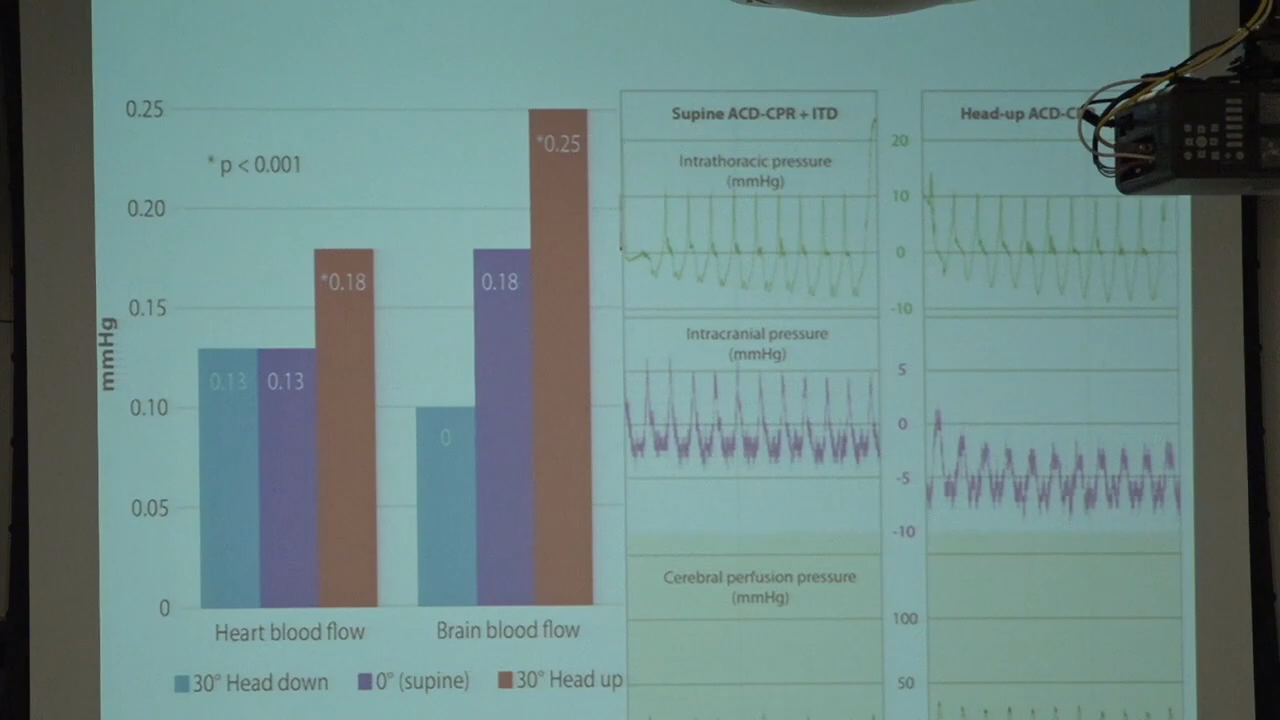 0.25
0.20
0.15
0.10
0.05
0
mmHg
* p < 0.001
0.13
0.13
*0.18
0
0.18
*0.25
Heart blood flow
Brain blood flow
30° Head down
0° (supine)
30° Head up
Supine ACD-CPR + ITD
Intrathoracic pressure
(mmHg)
Intracranial pressure
(mmHg)
Cerebral perfusion pressure
(mmHg)
20
10
0
-10
5
0
-5
-10
100
50
Head-up